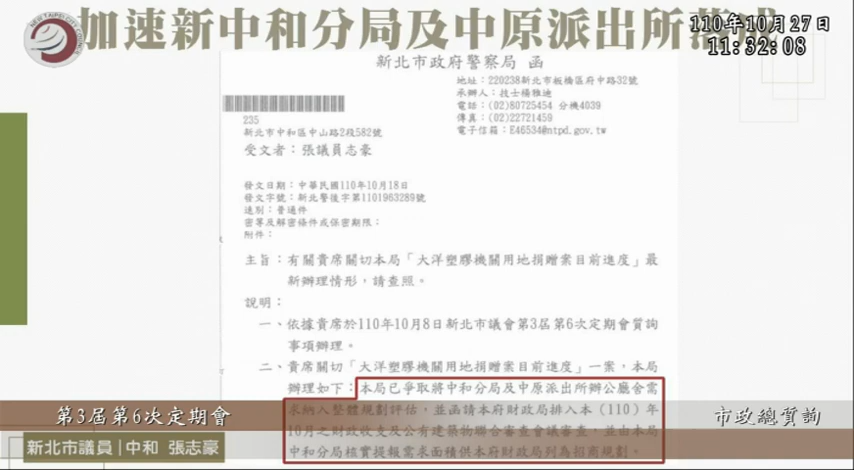 加速新中和分局及中原派出所落成
110年10月27日
11:32:08
新北市政府警察局 函
地址：220238新北市板橋區府中路32號
承辦人：技士楊雅迪
電話：(02)80725454 分機4039
傳真：(02)22721459
電子信箱：E46534@ntpd.gov.tw
235
新北市中和區中山路2段582號
受文者：張議員志豪
發文日期：中華民國110年10月18日
發文字號：新北警後字第1101963289號
速別：普通件
密等及解密條件或保密期限：
附件：
主旨：有關貴席關切本局「大洋塑膠機關用地捐贈案目前進度」最
新辦理情形，請查照。
說明：
一、依據貴席於110年10月8日新北市議會第3屆第6次定期會質詢
事項辦理。
二、貴席關切「大洋塑膠機關用地捐贈案目前進度」一案，本局
辦理如下：本局已爭取將中和分局及中原派出所辦公廳舍需
求納入整體規劃評估，並函請本府財政局排入本（110）年
10月之財政收支及公有建築物聯合審查會議審查，並由本局
中和分局核實提報需求面積供本府財政局列為招商規劃。
第3屆第6次定期會
市政總質詢
新北市議員|中和 張志豪